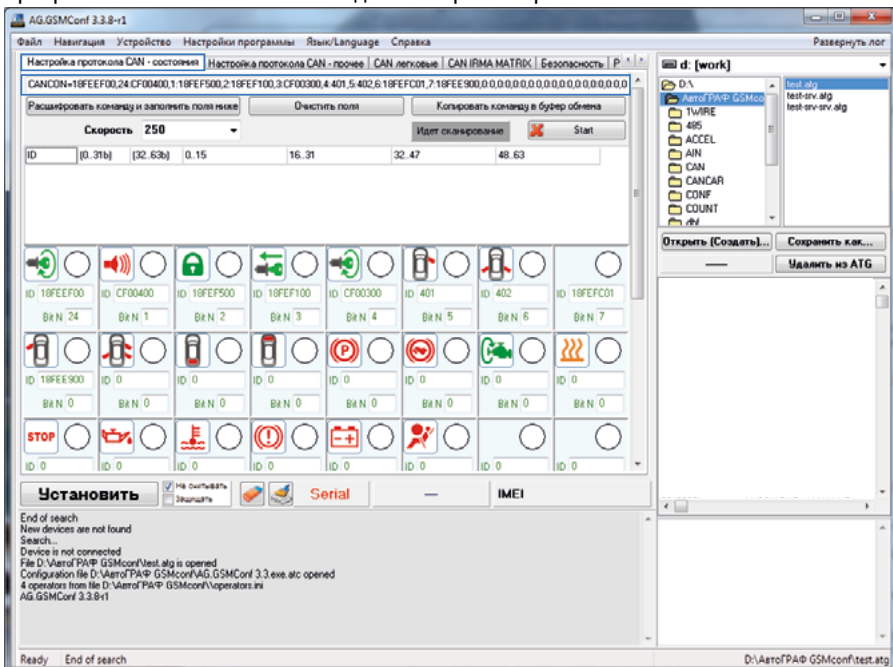 AG.GSMConf 3.3.8-r1
Файл Навигация Устройство Настройки программы Язык/Language Справка Развернуть лог
Настройка протокола CAN - состояния Настройка протокола CAN - прочее CAN легковые CAN IRMA MATRIX Безопасность P
d: [work]
CANCON=18FEEF00,24:CF00400,1:18FEF500,2:18FEF100,3:CF00300,4:401,5:402,6:18FEFC01,7:18FEE900,0:0,0:0,0:0,0:0,0:0,0:0,0:0,0:0,0
Расшифровать команду и заполнить поля ниже Очистить поля Копировать команду в буфер обмена
Скорость 250 Идет сканирование Start
ID (0..31b) (32..63b) 0..15 16..31 32..47 48..63
D:\
АвтоГРАФ GSMco
1WIRE
485
ACCEL
AIN
CAN
CANCAR
CONF
COUNT
dbf
test.atg
test-srv.atg
test-srv-srv.atg
Открыть (Создать)... Сохранить как...
Удалить из ATG
ID 18FEEF00 ID CF00400 ID 18FEF500 ID 18FEF100 ID CF00300 ID 401 ID 402 ID 18FEFC01
Bit N 24 Bit N 1 Bit N 2 Bit N 3 Bit N 4 Bit N 5 Bit N 6 Bit N 7
ID 18FEE900 ID 0 ID 0 ID 0 ID 0 ID 0 ID 0 ID 0
Bit N 0 Bit N 0 Bit N 0 Bit N 0 Bit N 0 Bit N 0 Bit N 0 Bit N 0
STOP
ID 0 ID 0 ID 0 ID 0 ID 0 ID 0 ID 0 ID 0
Установить Не считывать Serial — IMEI
Защищать
End of search
New devices are not found
Search...
Device is not connected
File D:\АвтоГРАФ GSMconf\test.atg is opened
Configuration file D:\АвтоГРАФ GSMconf\AG.GSMConf 3.3.exe.atc opened
4 operators from file D:\АвтоГРАФ GSMconf\\operators.ini
AG.GSMConf 3.3.8-r1
Ready End of search D:\АвтоГРАФ GSMconf\test.atg